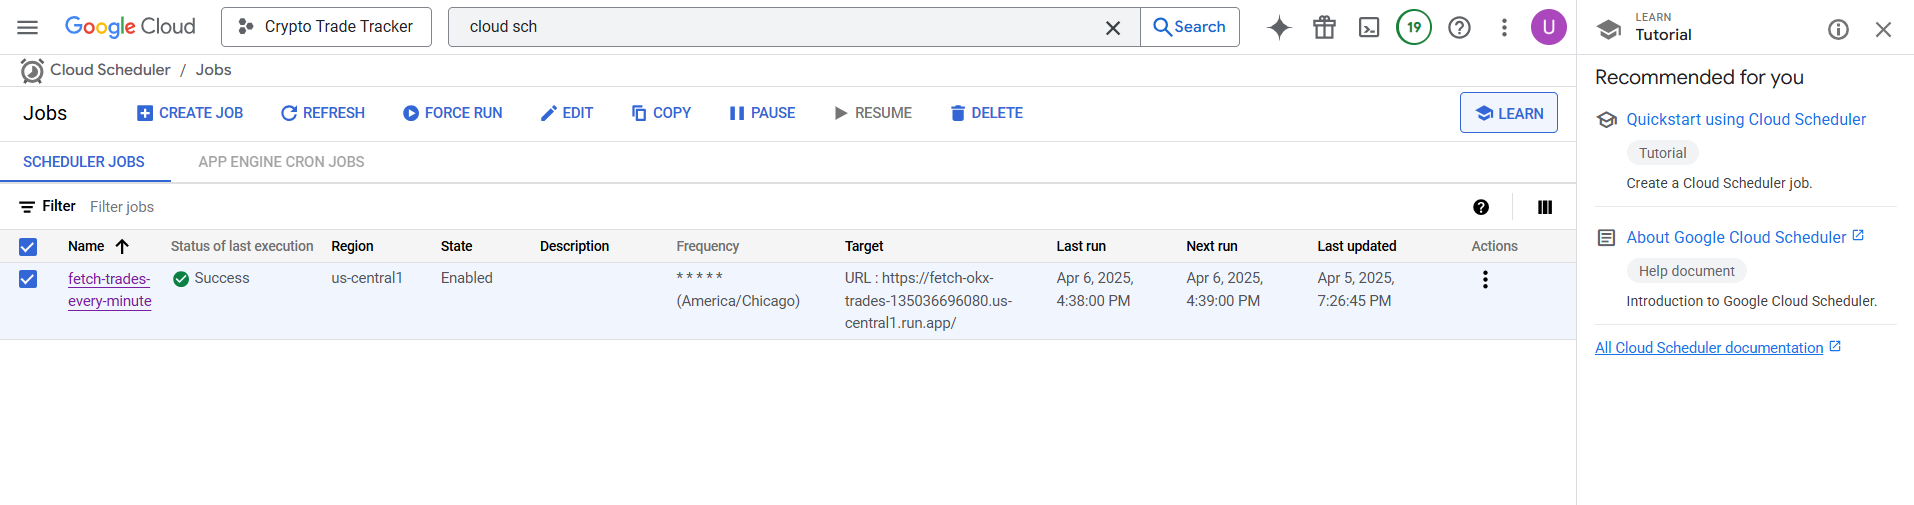 Google Cloud
Crypto Trade Tracker
cloud sch
Search
19
U
LEARN
Tutorial
Cloud Scheduler / Jobs
Jobs
CREATE JOB
REFRESH
FORCE RUN
EDIT
COPY
PAUSE
RESUME
DELETE
LEARN
SCHEDULER JOBS
APP ENGINE CRON JOBS
Filter Filter jobs
Name Status of last execution Region State Description Frequency Target Last run Next run Last updated Actions
fetch-trades-
every-minute
Success
us-central1
Enabled
* * * * *
(America/Chicago)
URL : https://fetch-okx-
trades-135036696080.us-
central1.run.app/
Apr 6, 2025,
4:38:00 PM
Apr 6, 2025,
4:39:00 PM
Apr 5, 2025,
7:26:45 PM
Recommended for you
Quickstart using Cloud Scheduler
Tutorial
Create a Cloud Scheduler job.
About Google Cloud Scheduler
Help document
Introduction to Google Cloud Scheduler.
All Cloud Scheduler documentation